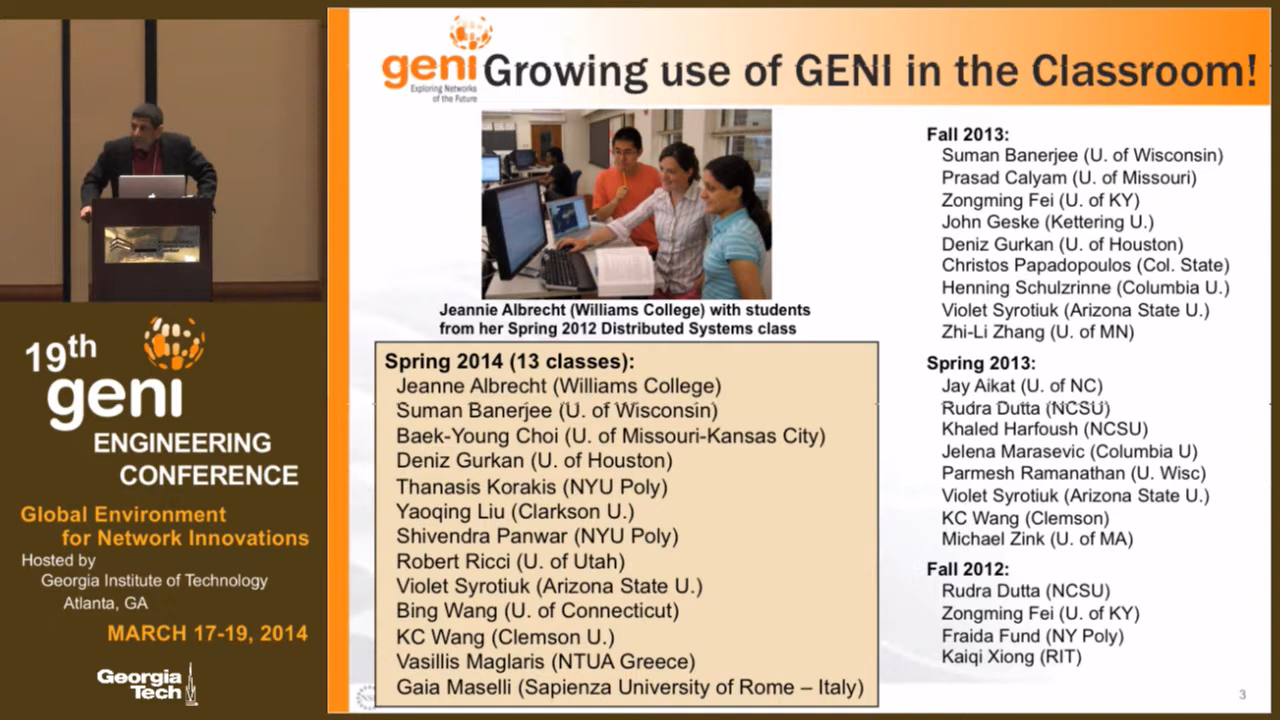 19th
geni
ENGINEERING
CONFERENCE
Global Environment
for Network Innovations
Hosted by
Georgia Institute of Technology
Atlanta, GA
MARCH 17-19, 2014
Georgia
Tech
geni
Exploring Networks
of the Future
Growing use of GENI in the Classroom!
Jeannie Albrecht (Williams College) with students
from her Spring 2012 Distributed Systems class
Spring 2014 (13 classes):
Jeanne Albrecht (Williams College)
Suman Banerjee (U. of Wisconsin)
Baek-Young Choi (U. of Missouri-Kansas City)
Deniz Gurkan (U. of Houston)
Thanasis Korakis (NYU Poly)
Yaoqing Liu (Clarkson U.)
Shivendra Panwar (NYU Poly)
Robert Ricci (U. of Utah)
Violet Syrotiuk (Arizona State U.)
Bing Wang (U. of Connecticut)
KC Wang (Clemson U.)
Vasillis Maglaris (NTUA Greece)
Gaia Maselli (Sapienza University of Rome – Italy)
Fall 2013:
Suman Banerjee (U. of Wisconsin)
Prasad Calyam (U. of Missouri)
Zongming Fei (U. of KY)
John Geske (Kettering U.)
Deniz Gurkan (U. of Houston)
Christos Papadopoulos (Col. State)
Henning Schulzrinne (Columbia U.)
Violet Syrotiuk (Arizona State U.)
Zhi-Li Zhang (U. of MN)
Spring 2013:
Jay Aikat (U. of NC)
Rudra Dutta (NCSU)
Khaled Harfoush (NCSU)
Jelena Marasevic (Columbia U)
Parmesh Ramanathan (U. Wisc)
Violet Syrotiuk (Arizona State U.)
KC Wang (Clemson)
Michael Zink (U. of MA)
Fall 2012:
Rudra Dutta (NCSU)
Zongming Fei (U. of KY)
Fraida Fund (NY Poly)
Kaiqi Xiong (RIT)
3